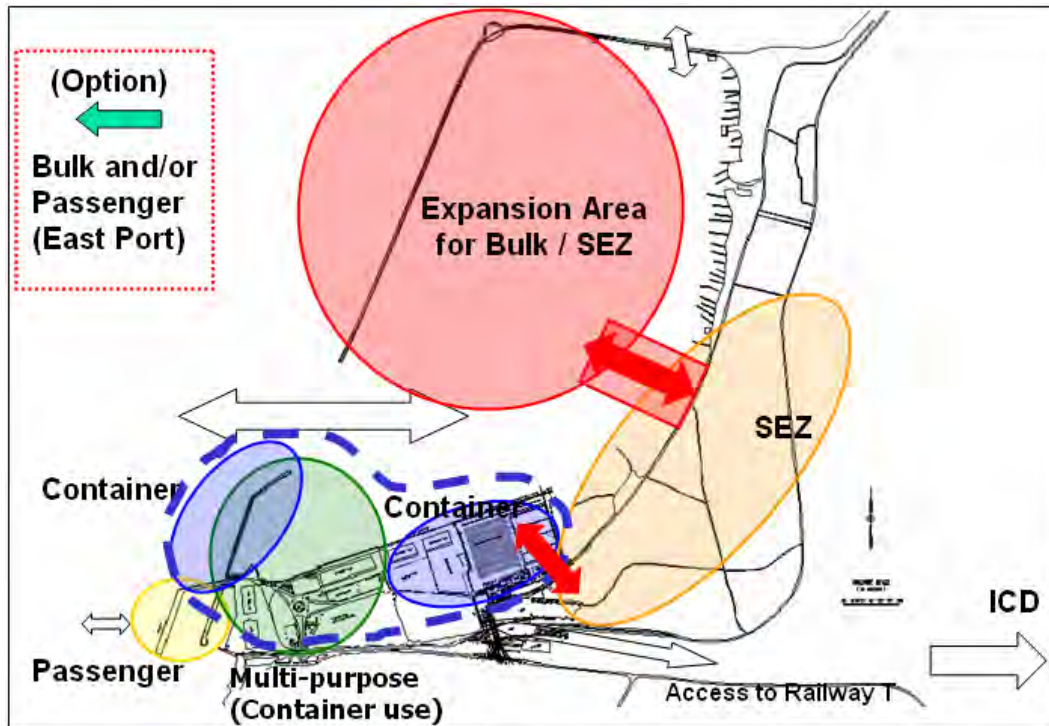 (Option)
Bulk and/or
Passenger
(East Port)
Expansion Area
for Bulk / SEZ
SEZ
Container
Container
Passenger
Multi-purpose
(Container use)
Access to Railway T
ICD